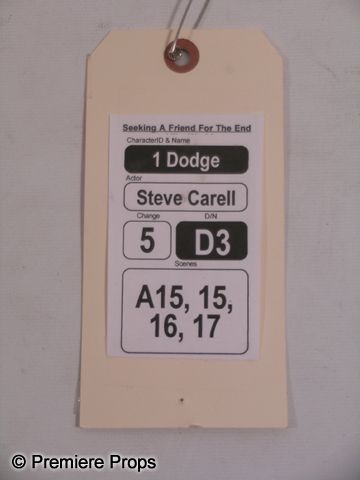 Seeking A Friend For The End
CharacterID & Name
1 Dodge
Actor
Steve Carell
Change D/N
5 D3
Scenes
A15, 15,
16, 17
© Premiere Props